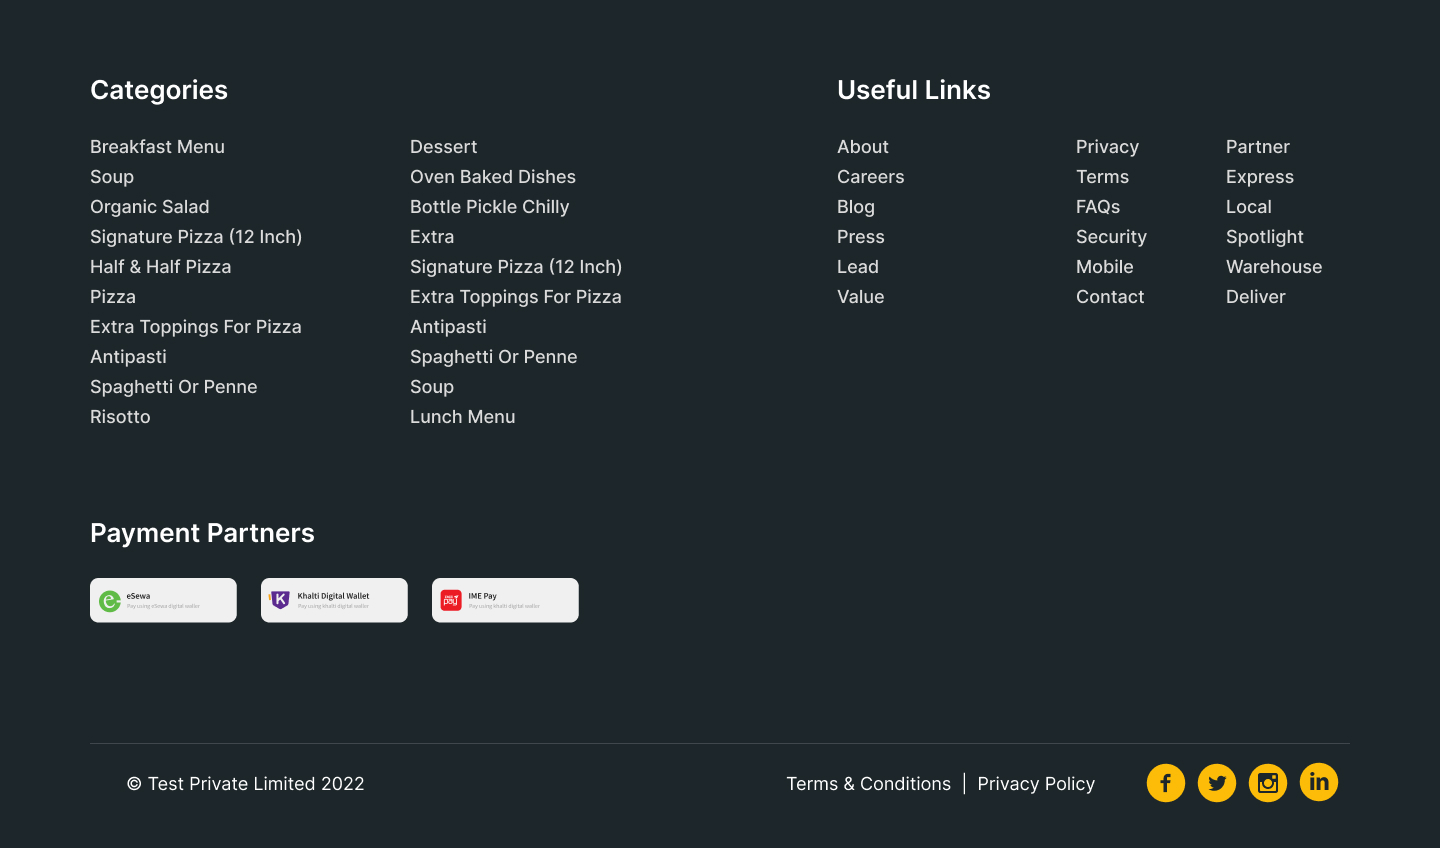 Categories
Breakfast Menu
Soup
Organic Salad
Signature Pizza (12 Inch)
Half & Half Pizza
Pizza
Extra Toppings For Pizza
Antipasti
Spaghetti Or Penne
Risotto
Dessert
Oven Baked Dishes
Bottle Pickle Chilly
Extra
Signature Pizza (12 Inch)
Extra Toppings For Pizza
Antipasti
Spaghetti Or Penne
Soup
Lunch Menu
Useful Links
About
Careers
Blog
Press
Lead
Value
Privacy
Terms
FAQs
Security
Mobile
Contact
Partner
Express
Local
Spotlight
Warehouse
Deliver
Payment Partners
eSewa
Pay using eSewa digital wallet
Khalti Digital Wallet
Pay using khalti digital wallet
pay
IME Pay
Pay using khalti digital wallet
© Test Private Limited 2022
Terms & Conditions | Privacy Policy